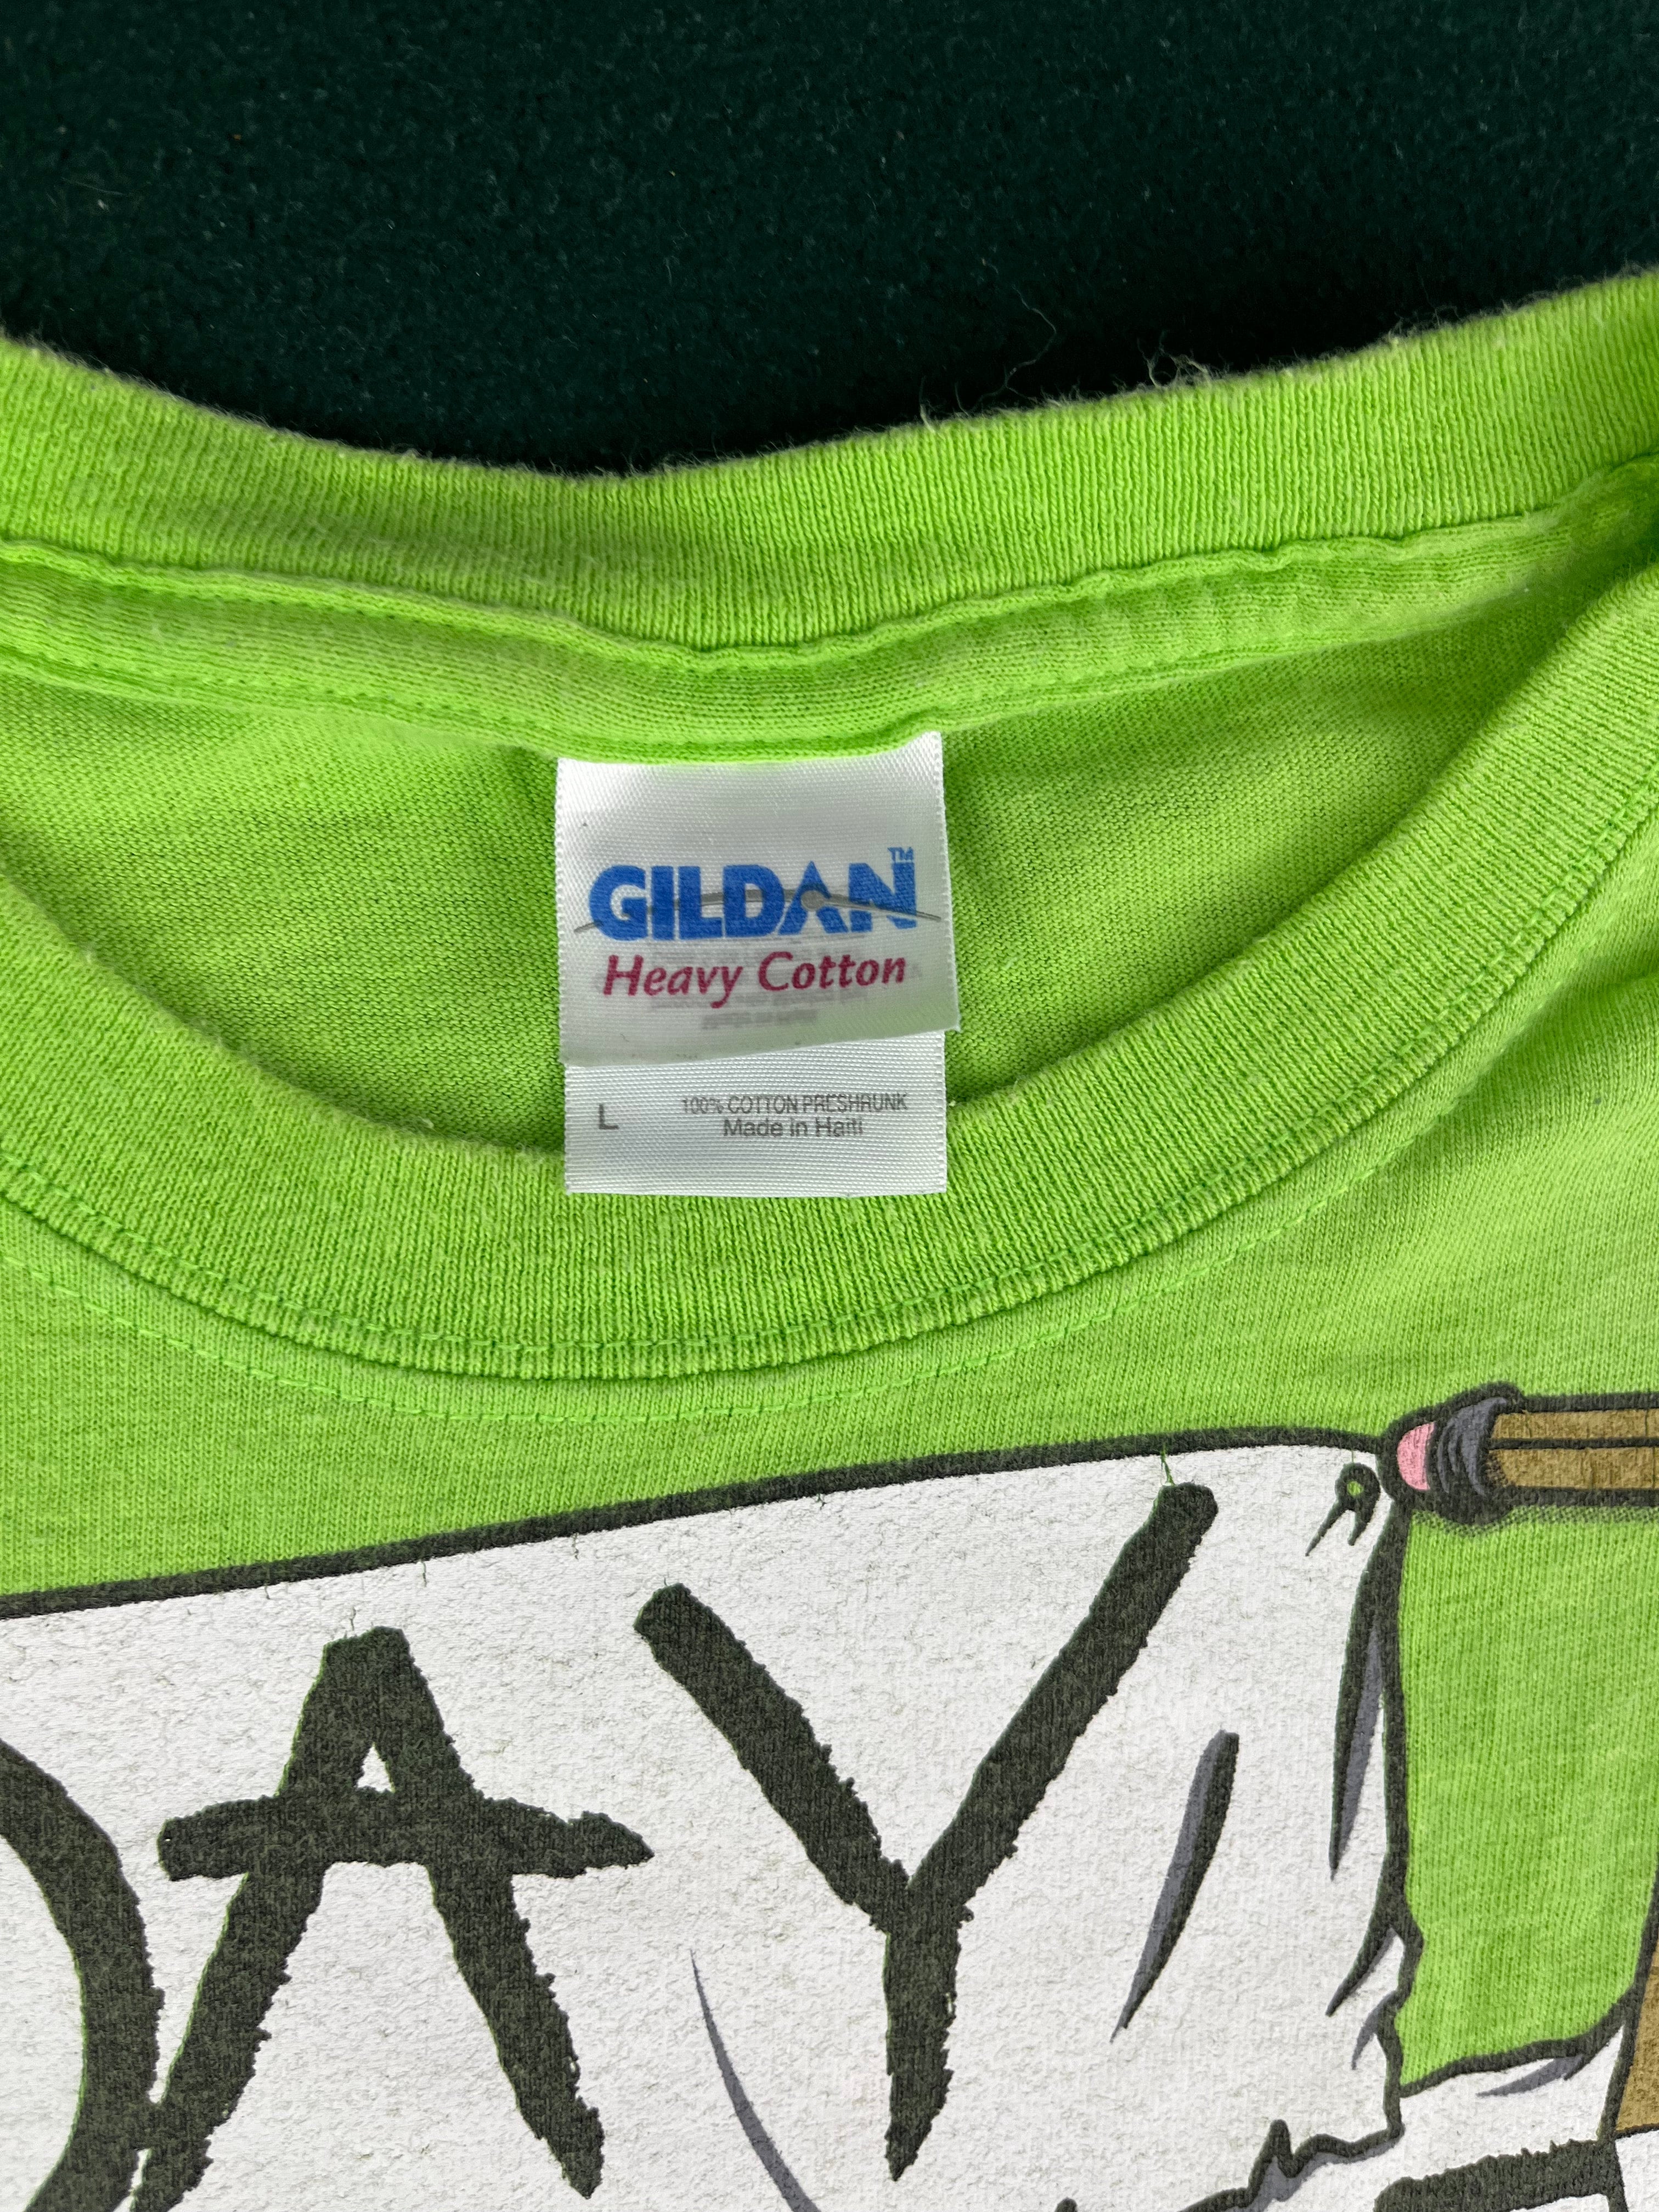 GILDAN™
Heavy Cotton
L
100% COTTON PRESHRUNK
Made in Haiti
DAY